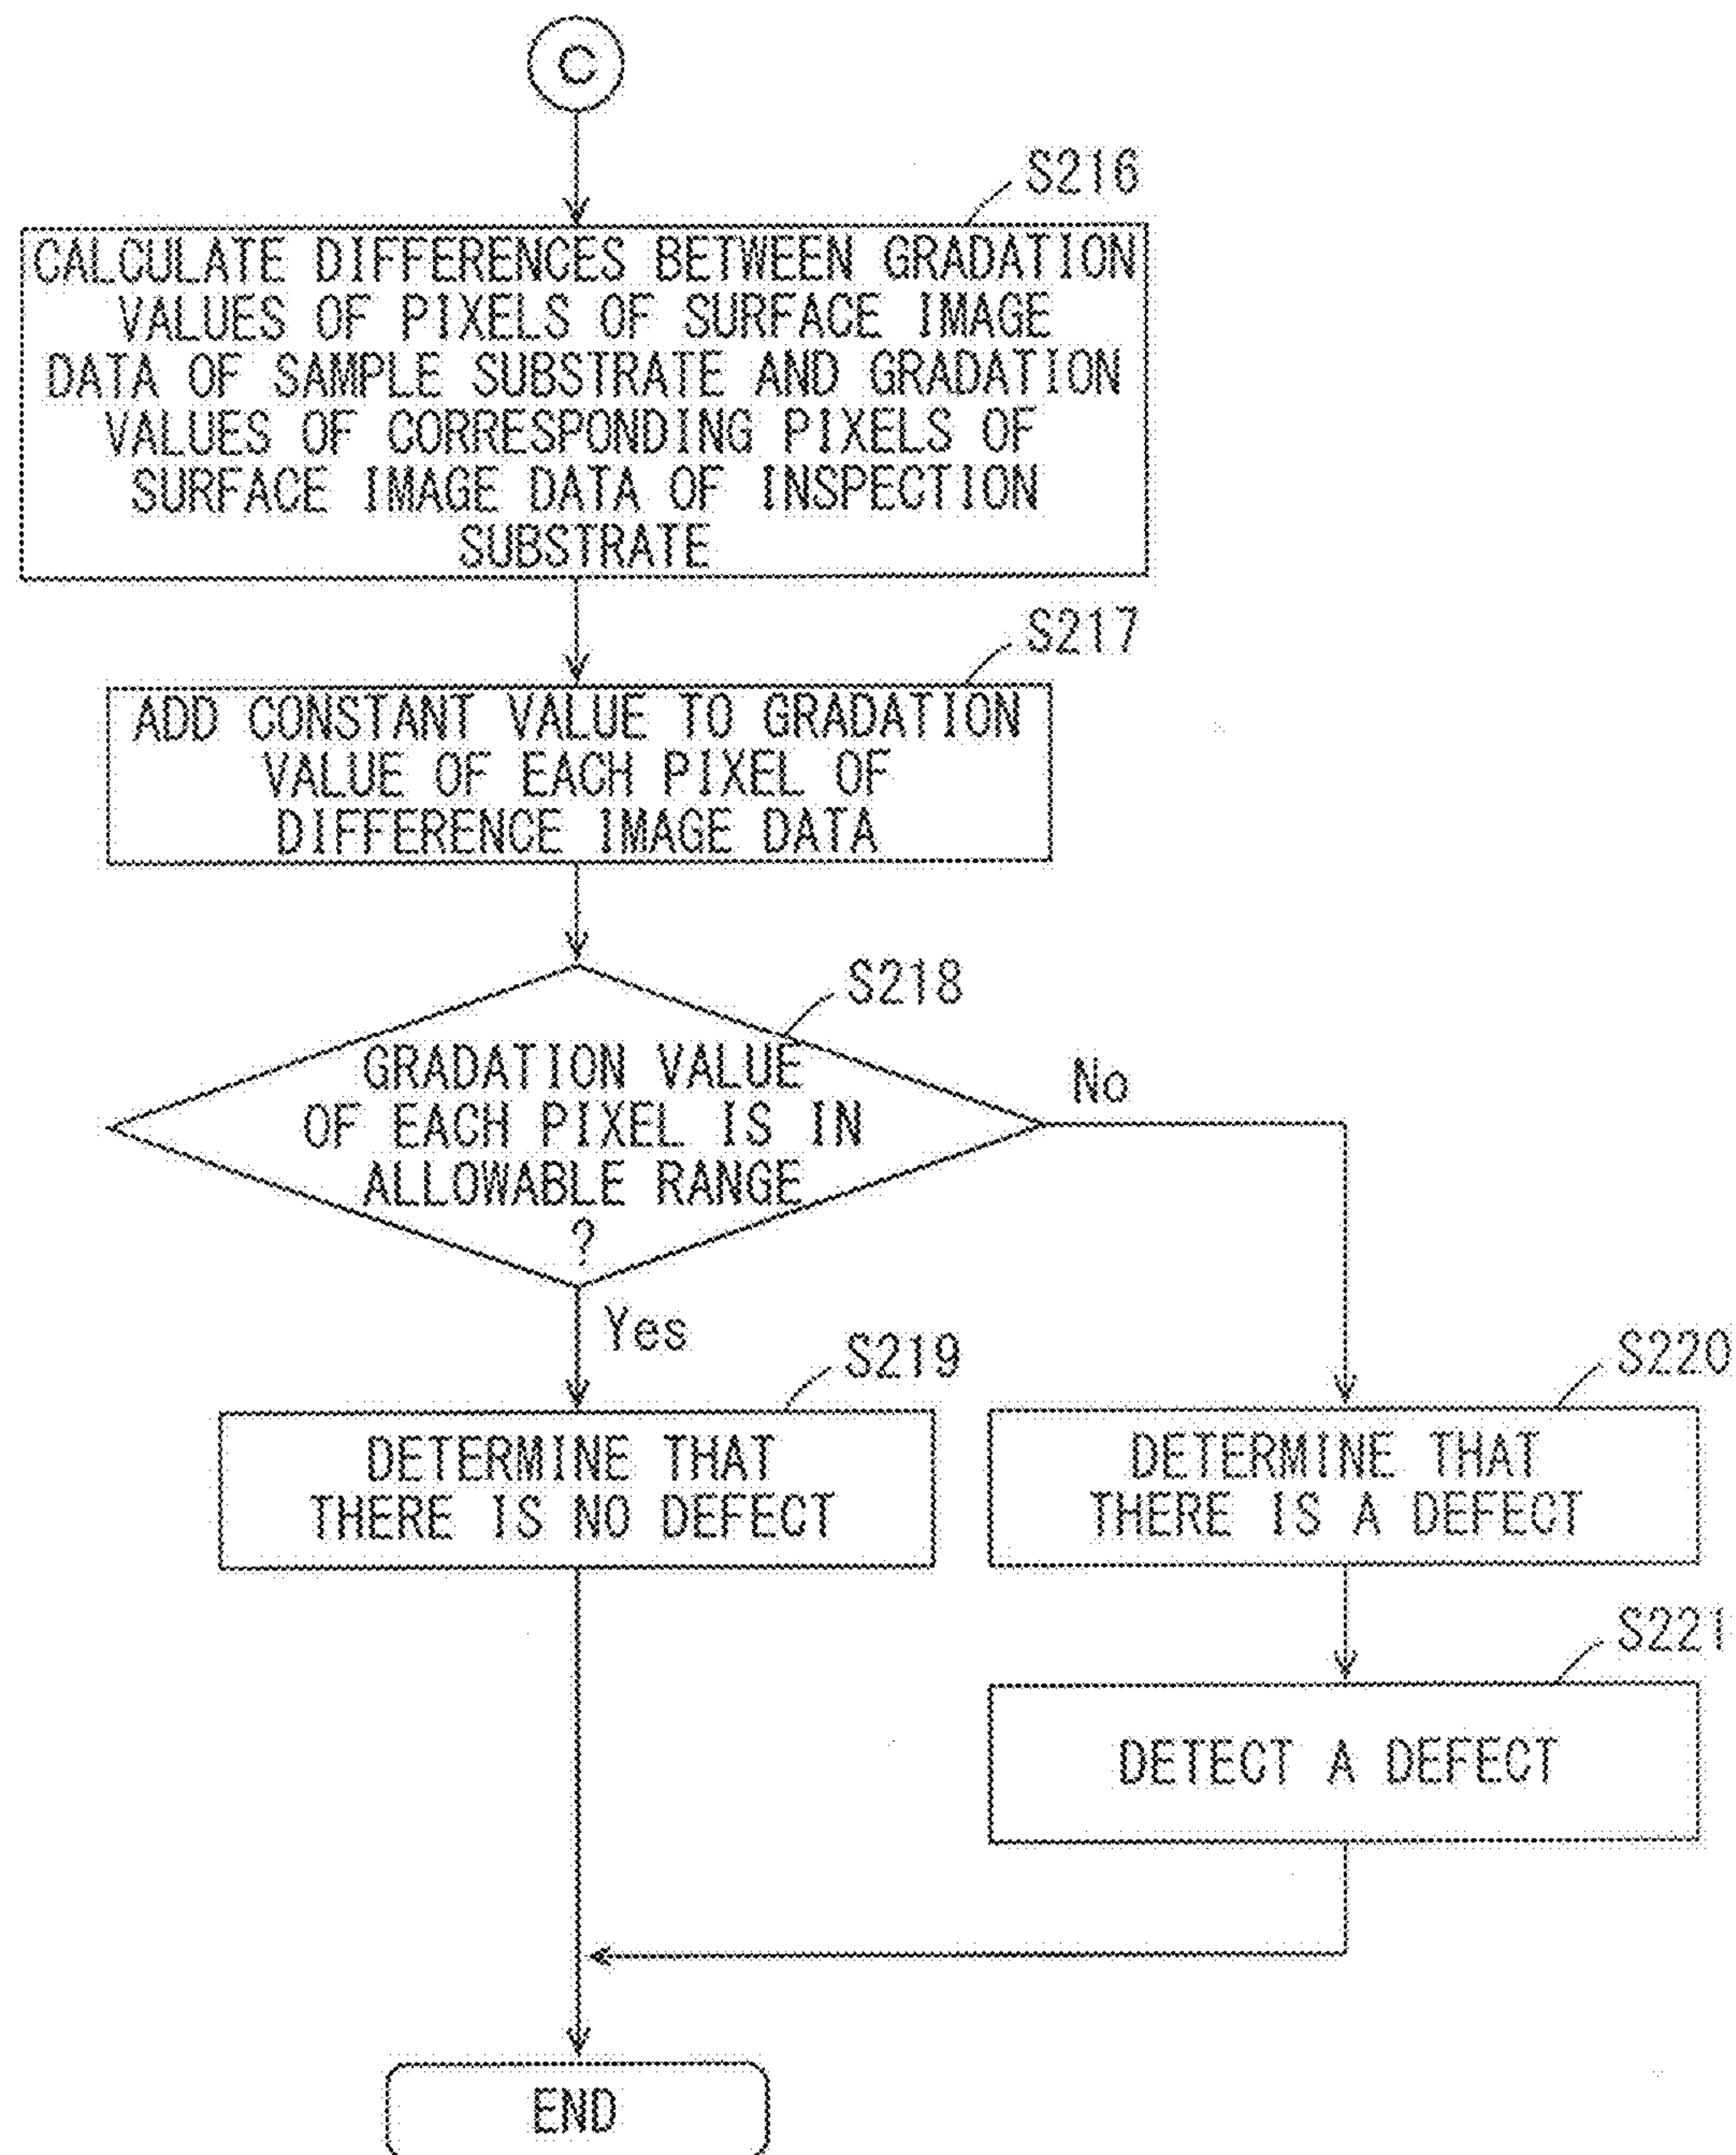 C
S216
CALCULATE DIFFERENCES BETWEEN GRADATION
VALUES OF PIXELS OF SURFACE IMAGE
DATA OF SAMPLE SUBSTRATE AND GRADATION
VALUES OF CORRESPONDING PIXELS OF
SURFACE IMAGE DATA OF INSPECTION
SUBSTRATE
S217
ADD CONSTANT VALUE TO GRADATION
VALUE OF EACH PIXEL OF
DIFFERENCE IMAGE DATA
S218
GRADATION VALUE
OF EACH PIXEL IS IN
ALLOWABLE RANGE
?
No
Yes
S219
DETERMINE THAT
THERE IS NO DEFECT
S220
DETERMINE THAT
THERE IS A DEFECT
S221
DETECT A DEFECT
END